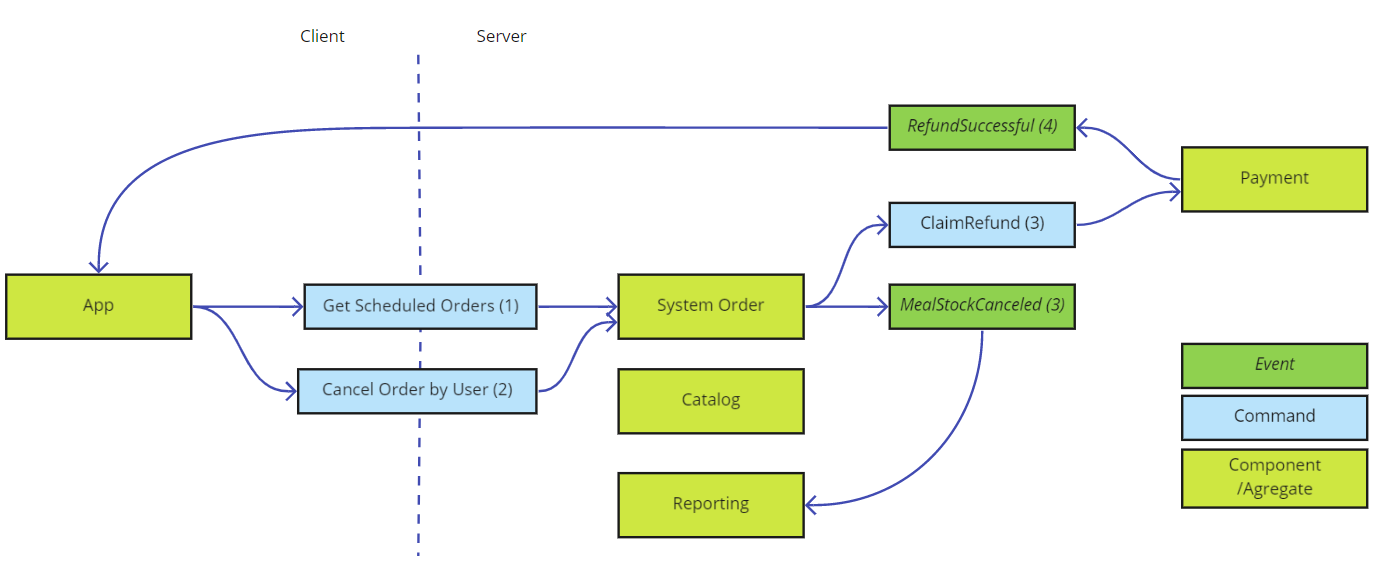 Client
Server
RefundSuccessful (4)
Payment
ClaimRefund (3)
App
Get Scheduled Orders (1)
System Order
MealStockCanceled (3)
Event
Cancel Order by User (2)
Catalog
Command
Component
/Agregate
Reporting